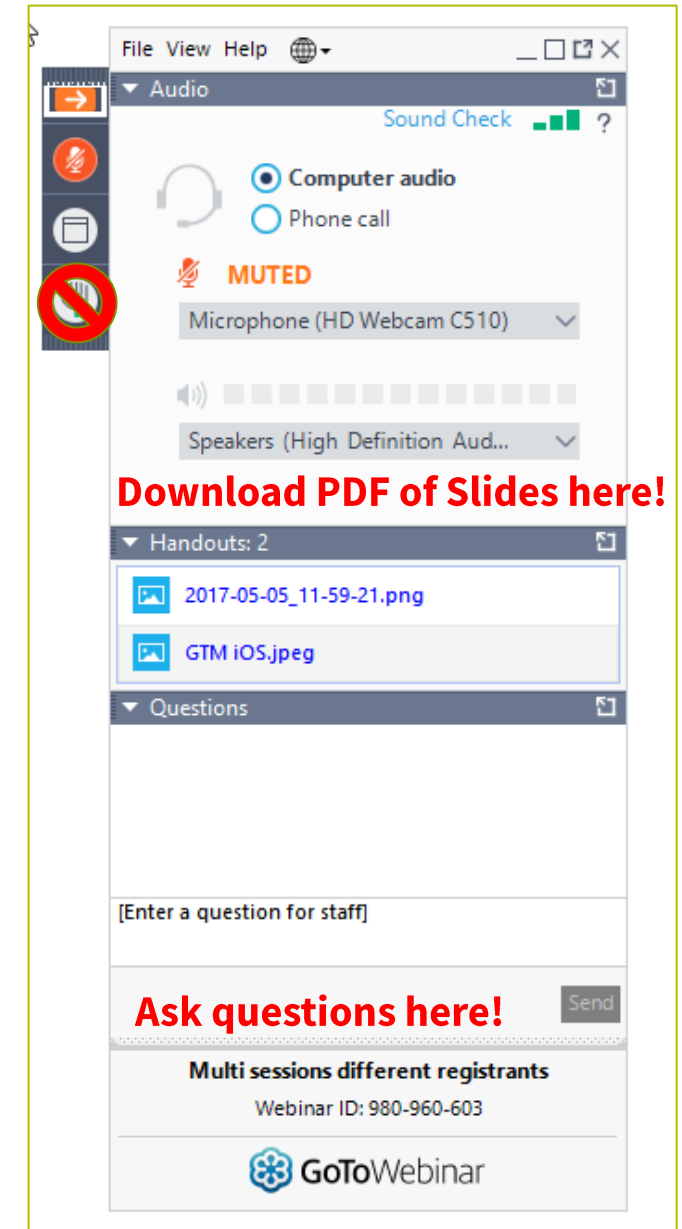 File View Help
Audio
Sound Check ?
Computer audio
Phone call
MUTED
Microphone (HD Webcam C510)
Speakers (High Definition Aud...
Download PDF of Slides here!
Handouts: 2
2017-05-05_11-59-21.png
GTM iOS.jpeg
Questions
[Enter a question for staff]
Ask questions here!
Send
Multi sessions different registrants
Webinar ID: 980-960-603
GoToWebinar